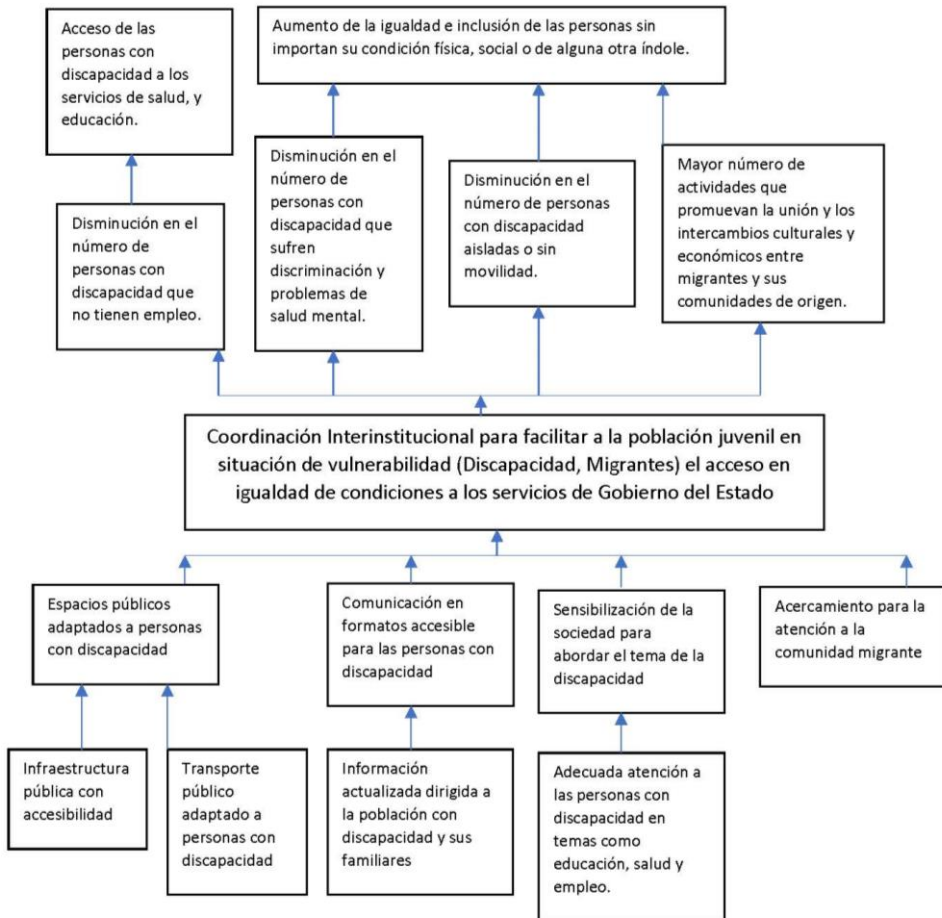 Acceso de las
personas con
discapacidad a los
servicios de salud, y
educación.
Aumento de la igualdad e inclusión de las personas sin
importan su condición física, social o de alguna otra índole.
Disminución en el
número de
personas con
discapacidad que
no tienen empleo.
Disminución en el
número de
personas con
discapacidad que
sufren
discriminación y
problemas de
salud mental.
Disminución en el
número de personas
con discapacidad
aisladas o sin
movilidad.
Mayor número de
actividades que
promuevan la unión y los
intercambios culturales y
económicos entre
migrantes y sus
comunidades de origen.
Coordinación Interinstitucional para facilitar a la población juvenil en
situación de vulnerabilidad (Discapacidad, Migrantes) el acceso en
igualdad de condiciones a los servicios de Gobierno del Estado
Espacios públicos
adaptados a personas
con discapacidad
Comunicación en
formatos accesible
para las personas con
discapacidad
Sensibilización de la
sociedad para
abordar el tema de la
discapacidad
Acercamiento para la
atención a la
comunidad migrante
Infraestructura
pública con
accesibilidad
Transporte
público
adaptado a
personas con
discapacidad
Información
actualizada dirigida a
la población con
discapacidad y sus
familiares
Adecuada atención a
las personas con
discapacidad en
temas como
educación, salud y
empleo.